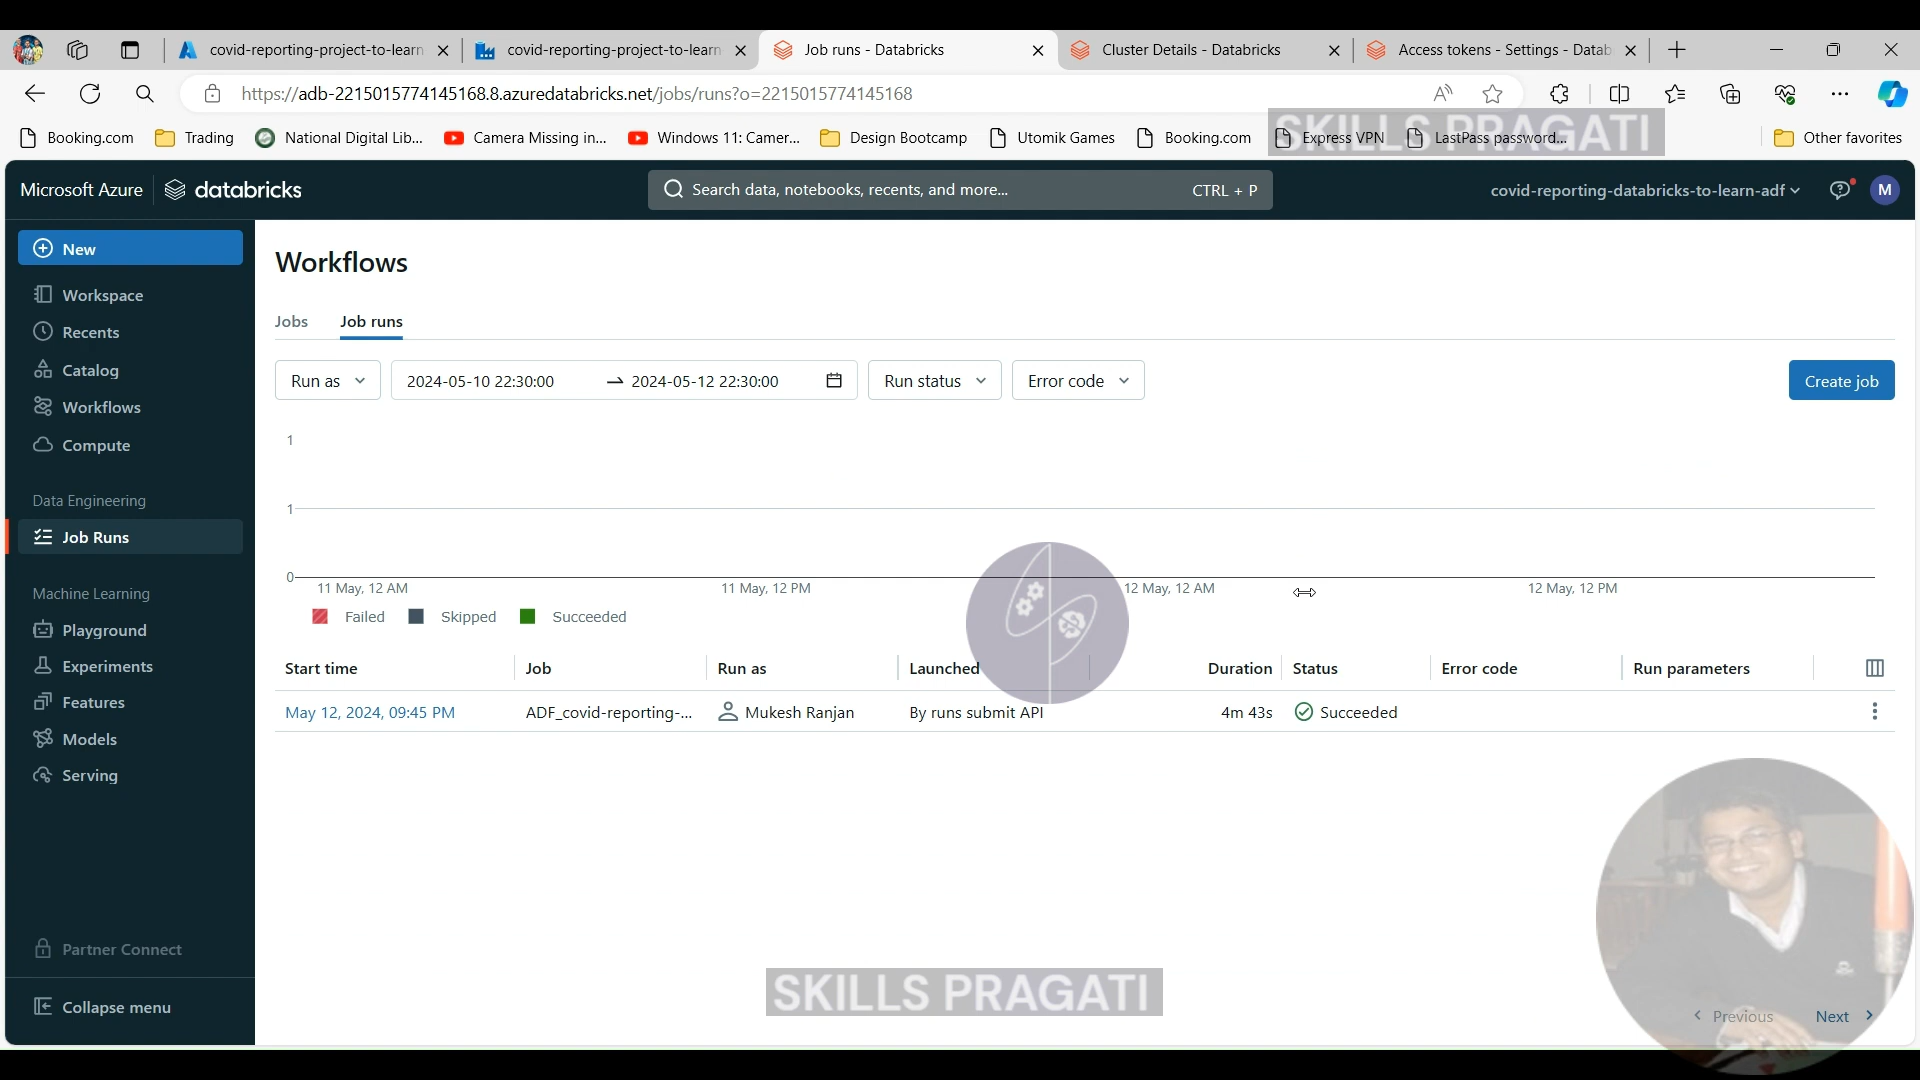 covid-reporting-project-to-learn
covid-reporting-project-to-learn
Job runs - Databricks
Cluster Details - Databricks
Access tokens - Settings - Datab
https://adb-2215015774145168.8.azuredatabricks.net/jobs/runs?o=2215015774145168
SKILLS PRAGATI
Booking.com
Trading
National Digital Lib...
Camera Missing in...
Windows 11: Camer...
Design Bootcamp
Utomik Games
Booking.com
Express VPN
LastPass password...
Other favorites
Microsoft Azure
databricks
Search data, notebooks, recents, and more...
CTRL + P
covid-reporting-databricks-to-learn-adf
M
New
Workspace
Recents
Catalog
Workflows
Compute
Data Engineering
Job Runs
Machine Learning
Playground
Experiments
Features
Models
Serving
Partner Connect
Collapse menu
Workflows
Jobs
Job runs
Run as
2024-05-10 22:30:00
2024-05-12 22:30:00
Run status
Error code
Create job
1
1
0
11 May, 12 AM
11 May, 12 PM
12 May, 12 AM
12 May, 12 PM
Failed
Skipped
Succeeded
Start time
Job
Run as
Launched
Duration
Status
Error code
Run parameters
May 12, 2024, 09:45 PM
ADF_covid-reporting-...
Mukesh Ranjan
By runs submit API
4m 43s
Succeeded
SKILLS PRAGATI
Previous
Next